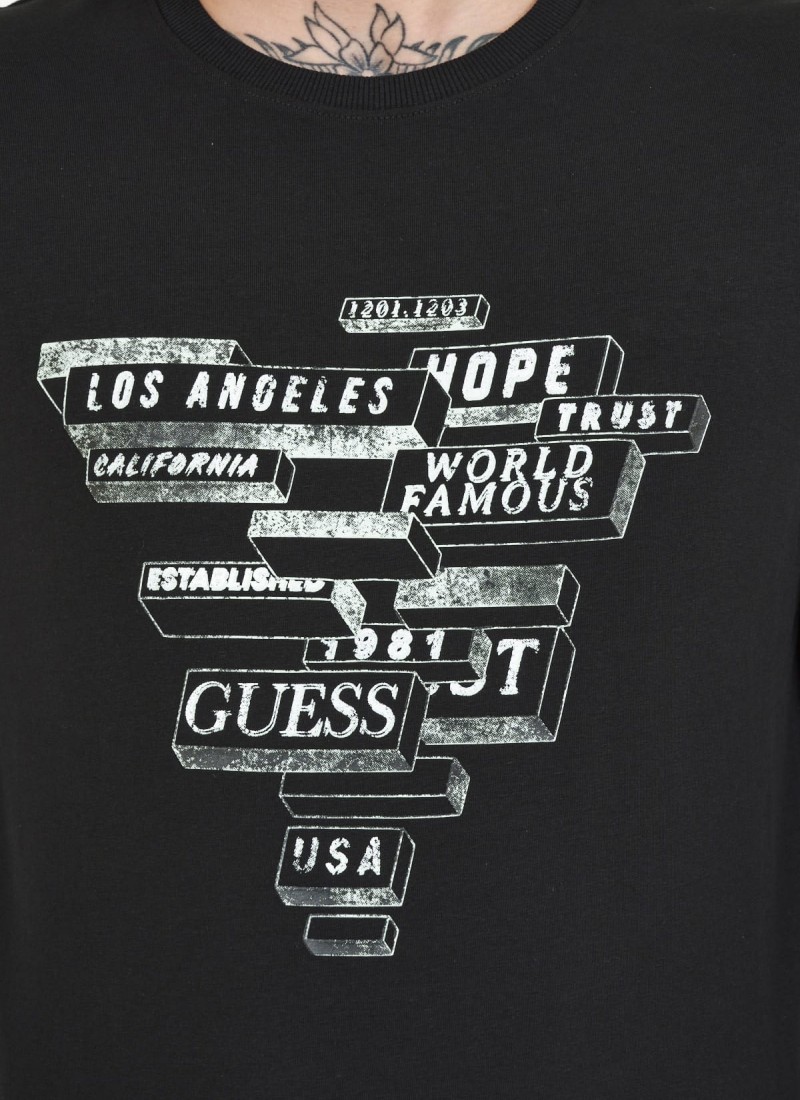 1201.1203
HOPE
LOS ANGELES
TRUST
CALIFORNIA
WORLD
FAMOUS
ESTABLISHED
1981
GUESS
USA